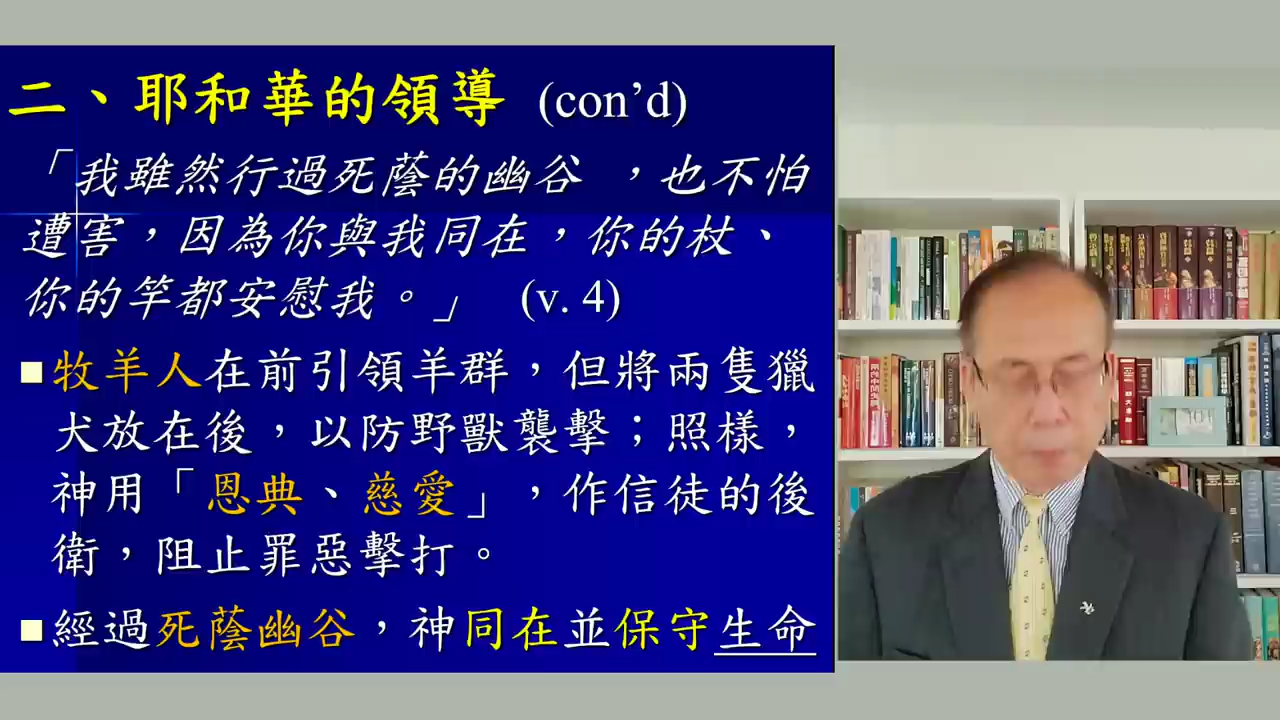 二、耶和華的領導 (con’d)
「我雖然行過死蔭的幽谷 ，也不怕
遭害，因為你與我同在，你的杖、
你的竿都安慰我。」 (v. 4)
■牧羊人在前引領羊群，但將兩隻獵
犬放在後，以防野獸襲擊；照樣，
神用「恩典、慈愛」，作信徒的後
衛，阻止罪惡擊打。
■經過死蔭幽谷，神同在並保守生命